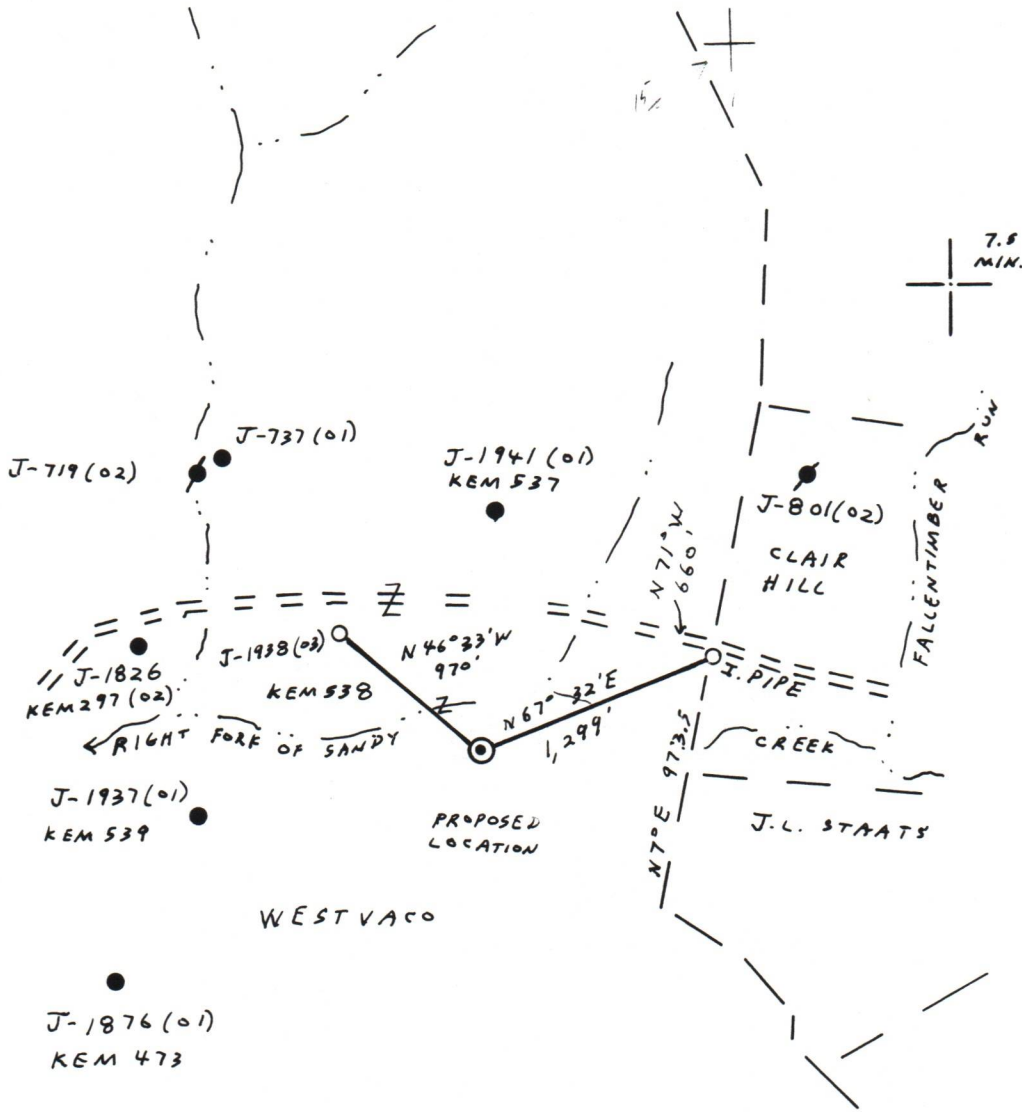 7.5
MIN.
RUN
J-737 (01)
J-719 (02)
J-1941 (01)
KEM 537
J-801 (02)
CLAIR
HILL
FALLENTIMBER
N 71° W
660'
J-1938 (03)
KEM 538
N 46° 33' W
970'
J-1826
KEM 297 (02)
I. PIPE
N 67° 32' E
1,299'
RIGHT FORK OF SANDY
CREEK
J-1937 (01)
KEM 539
PROPOSED
LOCATION
N 7° E 973.5
J.L. STAATS
WESTVACO
J-1876 (01)
KEM 473